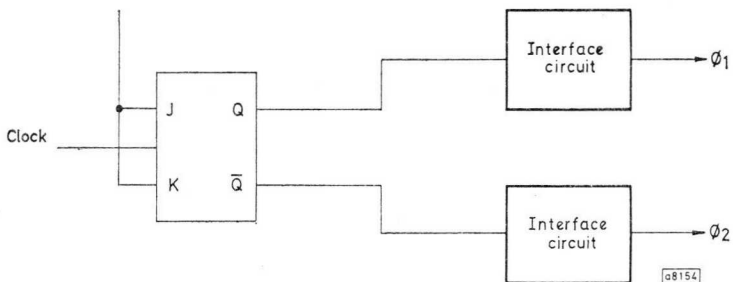 Interface
circuit
Ø1
J Q
Clock
K Q̅
Interface
circuit
Ø2
a8154